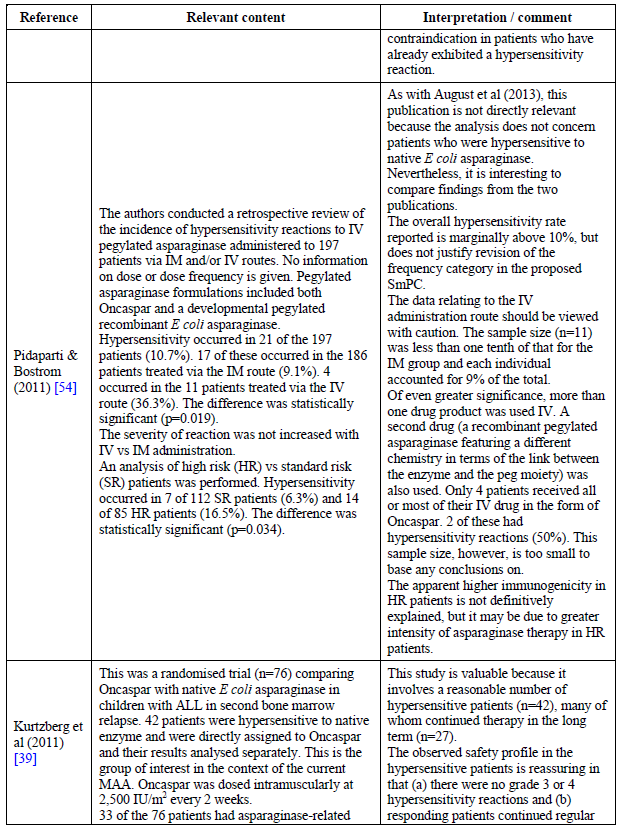 Reference
Relevant content
Interpretation / comment
contraindication in patients who have
already exhibited a hypersensitivity
reaction.
Pidaparti &
Bostrom
(2011) [54]
The authors conducted a retrospective review of
the incidence of hypersensitivity reactions to IV
pegylated asparaginase administered to 197
patients via IM and/or IV routes. No information
on dose or dose frequency is given. Pegylated
asparaginase formulations included both
Oncaspar and a developmental pegylated
recombinant E coli asparaginase.
Hypersensitivity occurred in 21 of the 197
patients (10.7%). 17 of these occurred in the 186
patients treated via the IM route (9.1%). 4
occurred in the 11 patients treated via the IV
route (36.3%). The difference was statistically
significant (p=0.019).
The severity of reaction was not increased with
IV vs IM administration.
An analysis of high risk (HR) vs standard risk
(SR) patients was performed. Hypersensitivity
occurred in 7 of 112 SR patients (6.3%) and 14
of 85 HR patients (16.5%). The difference was
statistically significant (p=0.034).
As with August et al (2013), this
publication is not directly relevant
because the analysis does not concern
patients who were hypersensitive to
native E coli asparaginase.
Nevertheless, it is interesting to
compare findings from the two
publications.
The overall hypersensitivity rate
reported is marginally above 10%, but
does not justify revision of the
frequency category in the proposed
SmPC.
The data relating to the IV
administration route should be viewed
with caution. The sample size (n=11)
was less than one tenth of that for the
IM group and each individual
accounted for 9% of the total.
Of even greater significance, more than
one drug product was used IV. A
second drug (a recombinant pegylated
asparaginase featuring a different
chemistry in terms of the link between
the enzyme and the peg moiety) was
also used. Only 4 patients received all
or most of their IV drug in the form of
Oncaspar. 2 of these had
hypersensitivity reactions (50%). This
sample size, however, is too small to
base any conclusions on.
The apparent higher immunogenicity in
HR patients is not definitively
explained, but it may be due to greater
intensity of asparaginase therapy in HR
patients.
Kurtzberg et
al (2011)
[39]
This was a randomised trial (n=76) comparing
Oncaspar with native E coli asparaginase in
children with ALL in second bone marrow
relapse. 42 patients were hypersensitive to native
enzyme and were directly assigned to Oncaspar
and their results analysed separately. This is the
group of interest in the context of the current
MAA. Oncaspar was dosed intramuscularly at
2,500 IU/m² every 2 weeks.
33 of the 76 patients had asparaginase-related
This study is valuable because it
involves a reasonable number of
hypersensitive patients (n=42), many of
whom continued therapy in the long
term (n=27).
The observed safety profile in the
hypersensitive patients is reassuring in
that (a) there were no grade 3 or 4
hypersensitivity reactions and (b)
responding patients continued regular